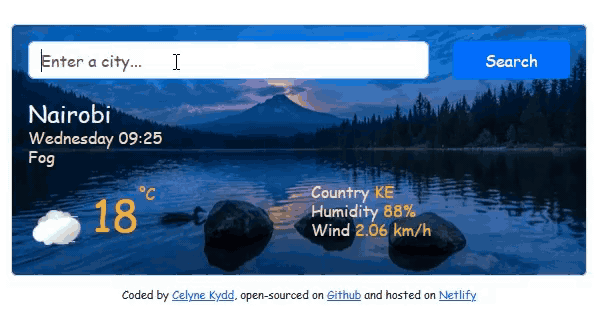 Enter a city...
Search
Nairobi
Wednesday 09:25
Fog
18 °C
Country KE
Humidity 88%
Wind 2.06 km/h
Coded by Celyne Kydd, open-sourced on Github and hosted on Netlify